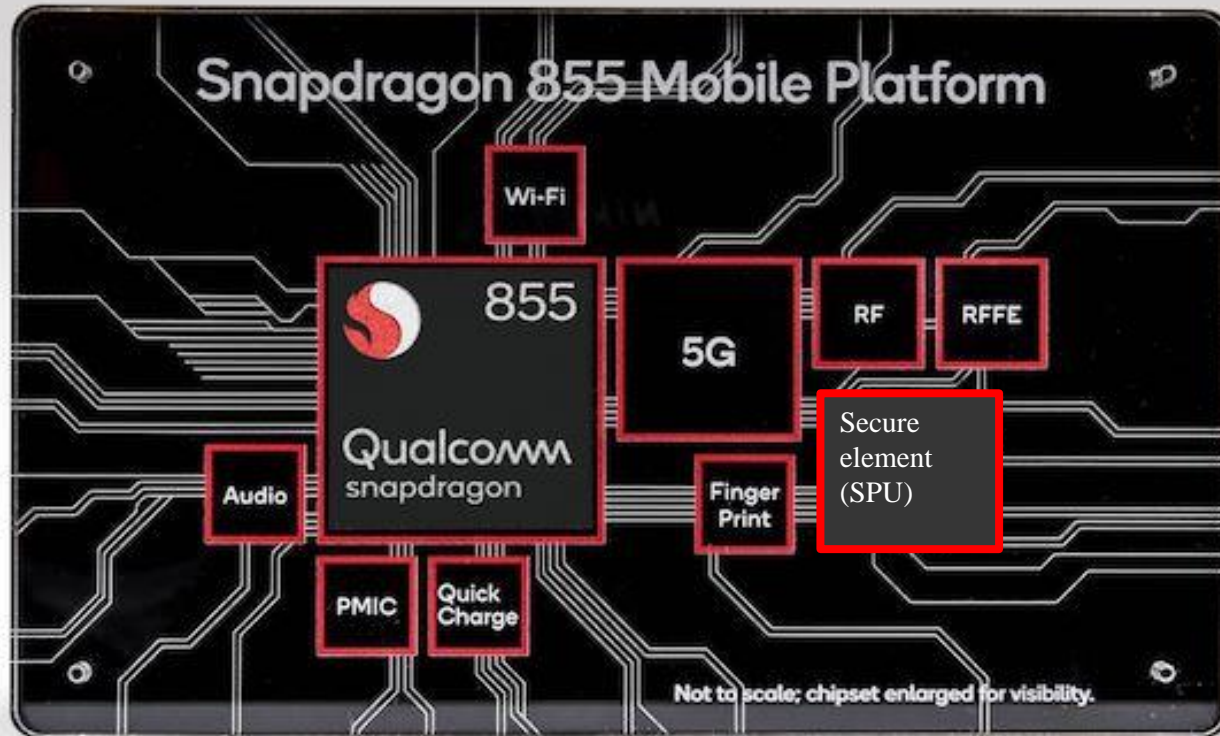 Snapdragon 855 Mobile Platform
Wi-Fi
855
Qualcomm
snapdragon
5G
RF
RFFE
Secure
element
(SPU)
Audio
Finger
Print
PMIC
Quick
Charge
Not to scale; chipset enlarged for visibility.